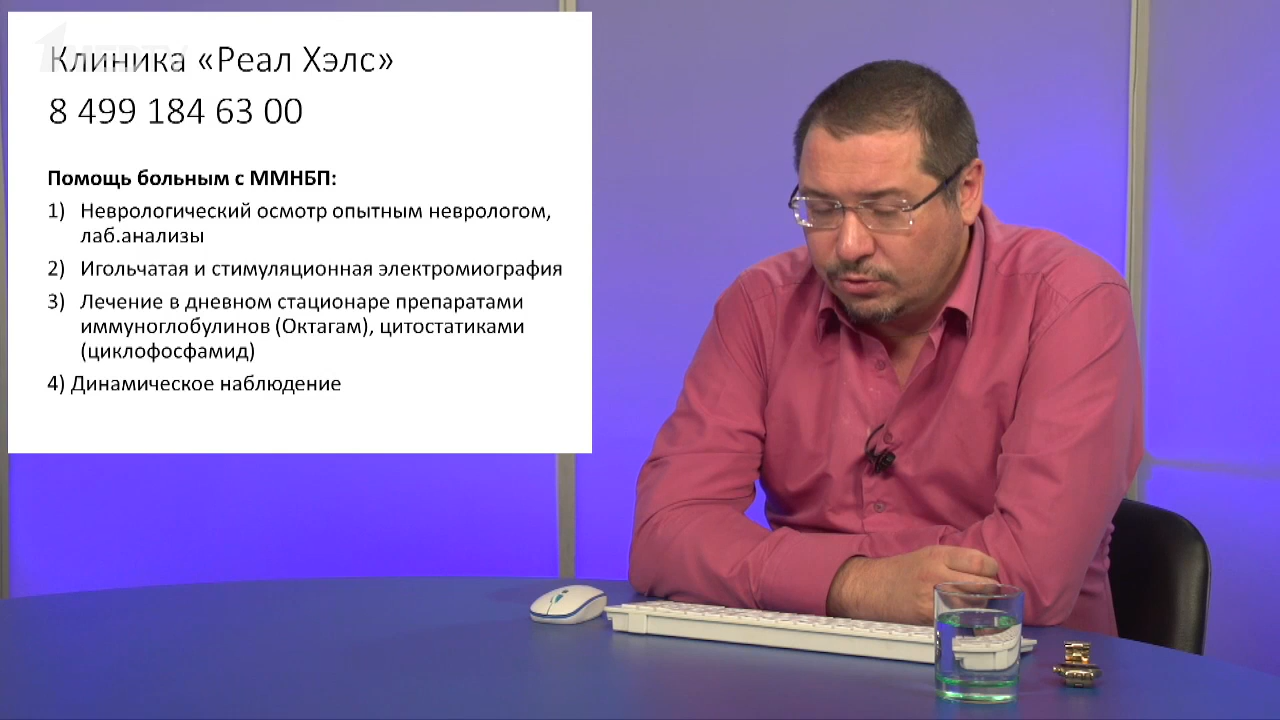 Клиника «Реал Хэлс»
8 499 184 63 00
Помощь больным с ММНБП:
1) Неврологический осмотр опытным неврологом,
лаб.анализы
2) Игольчатая и стимуляционная электромиография
3) Лечение в дневном стационаре препаратами
иммуноглобулинов (Октагам), цитостатиками
(циклофосфамид)
4) Динамическое наблюдение